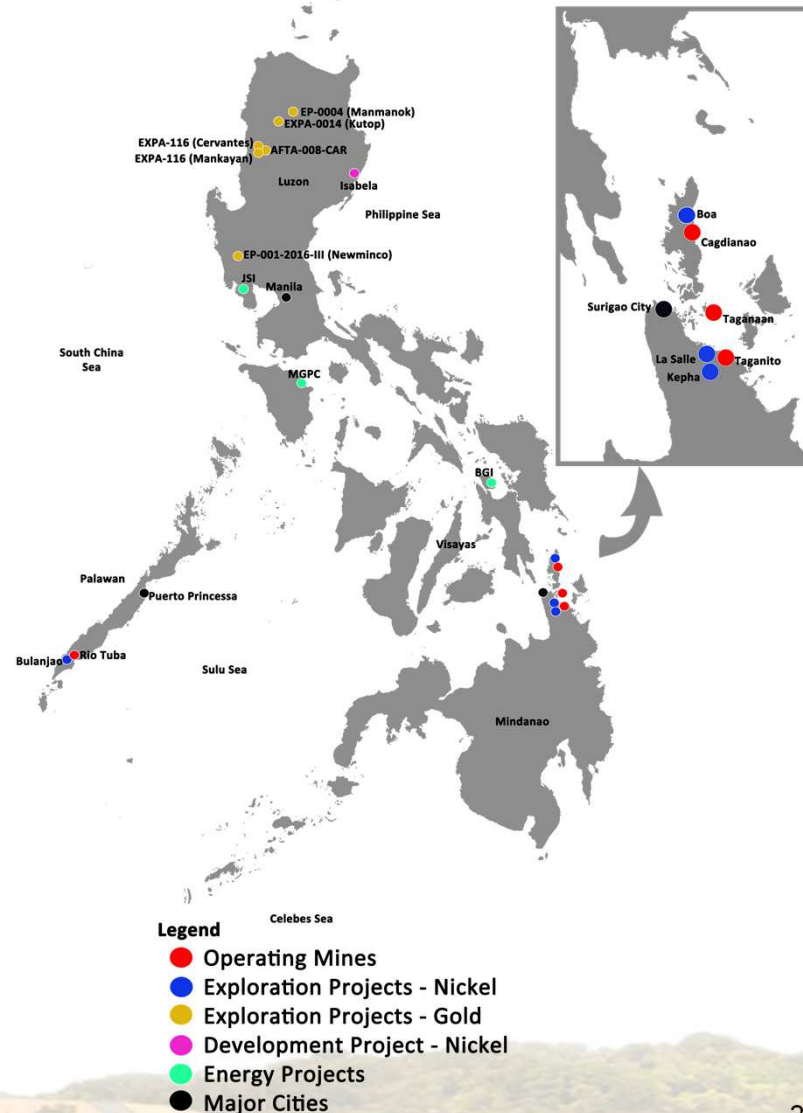 EP-0004 (Manmanok)
EXPA-0014 (Kutop)
EXPA-116 (Cervantes)
AFTA-008-CAR
EXPA-116 (Mankayan)
Luzon
Isabela
Philippine Sea
EP-001-2016-III (Newminco)
JSI
Manila
South China
Sea
MGPC
BGI
Visayas
Palawan
Puerto Princessa
Bulanjao
Rio Tuba
Sulu Sea
Mindanao
Celebes Sea
Boa
Cagdianao
Surigao City
Taganaan
La Salle
Taganito
Kepha
Legend
Operating Mines
Exploration Projects - Nickel
Exploration Projects - Gold
Development Project - Nickel
Energy Projects
Major Cities